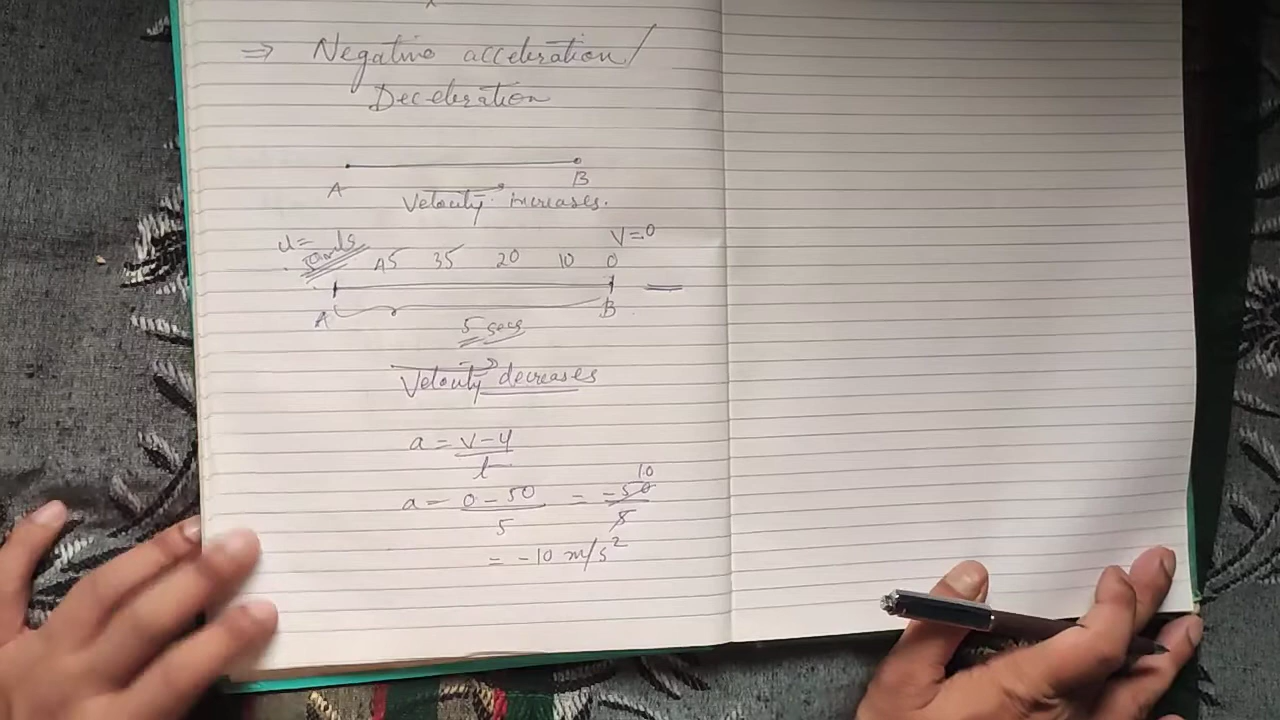 ⇒ Negative acceleration/
Deceleration
A B
Velocity increases.
u= V=0
45 35 20 10 0
A B
5 secs
Velocity decreases
a = v-u
t
10
a = 0-50 = -50
5 5
= -10 m/s²